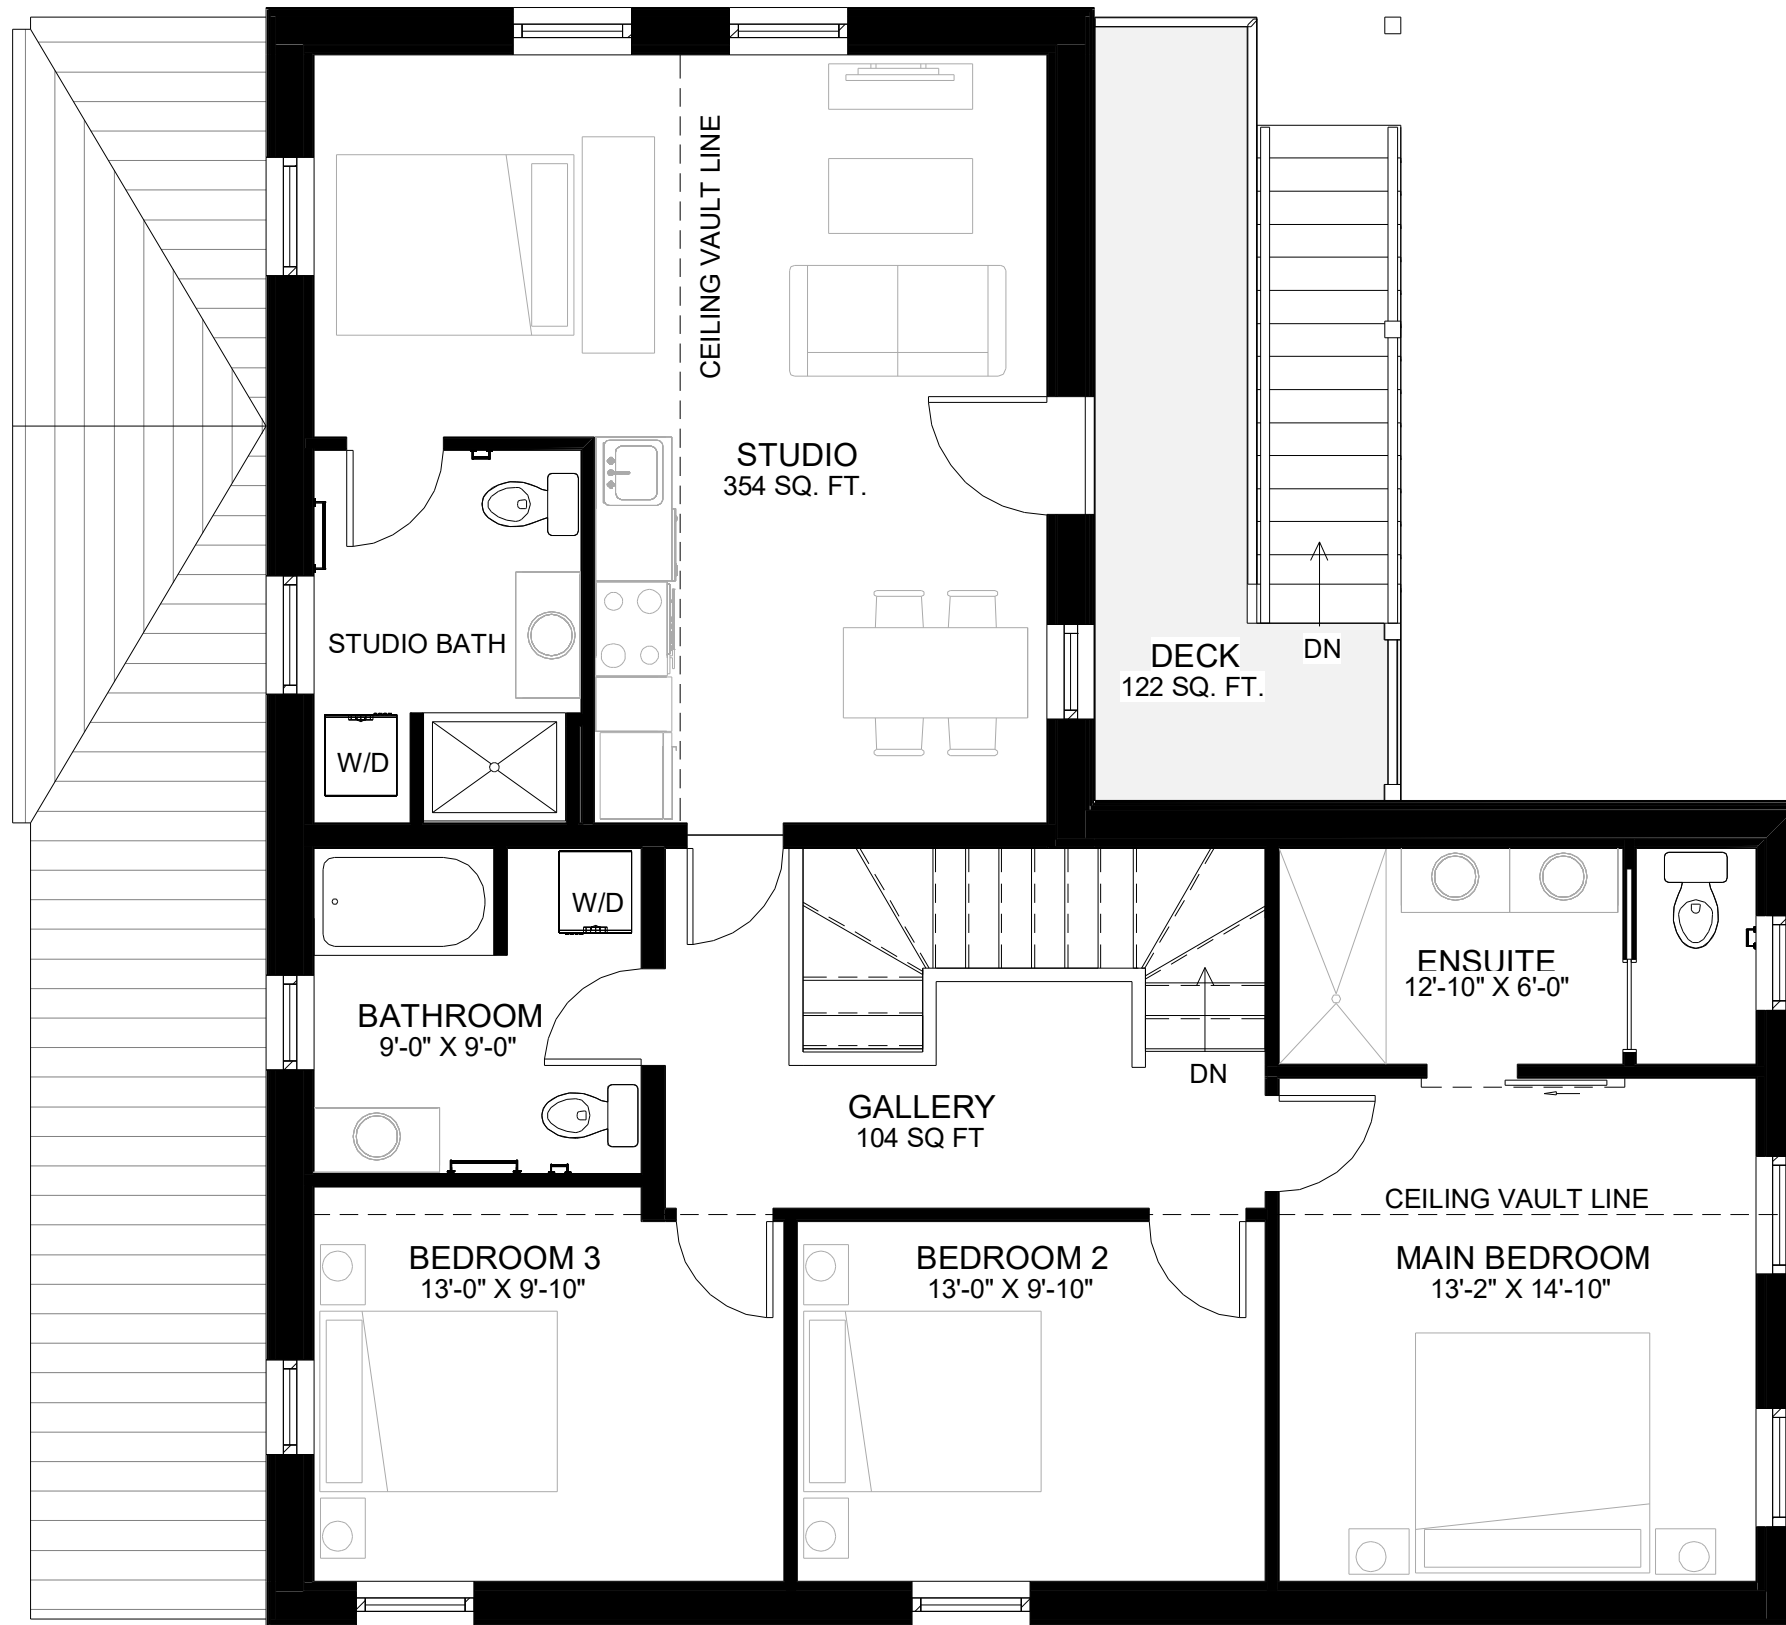 CEILING VAULT LINE
STUDIO
354 SQ. FT.
STUDIO BATH
DECK
122 SQ. FT.
DN
W/D
W/D
ENSUITE
12'-10" X 6'-0"
BATHROOM
9'-0" X 9'-0"
DN
GALLERY
104 SQ FT
CEILING VAULT LINE
BEDROOM 3
13'-0" X 9'-10"
BEDROOM 2
13'-0" X 9'-10"
MAIN BEDROOM
13'-2" X 14'-10"